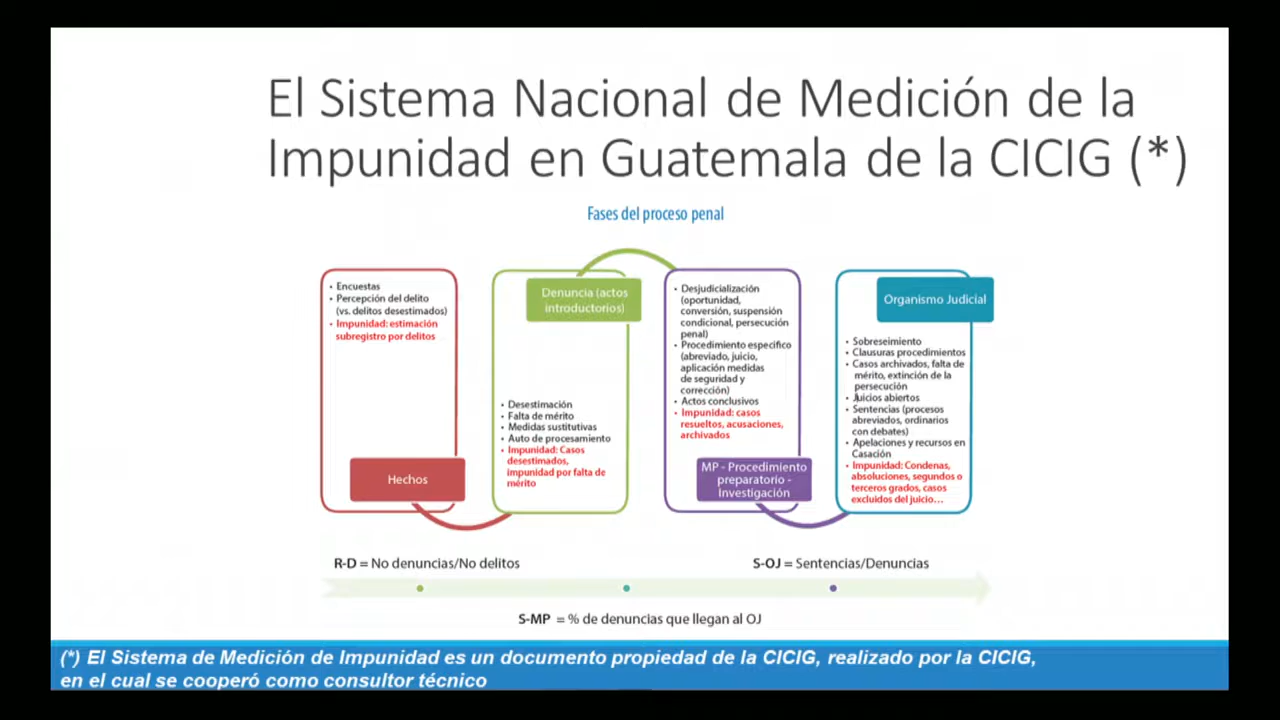 El Sistema Nacional de Medición de la
Impunidad en Guatemala de la CICIG (*)
Fases del proceso penal
• Encuestas
• Percepción del delito
(vs. delitos desestimados)
• Impunidad: estimación
subregistro por delitos
Hechos
Denuncia (actos
introductorios)
• Desestimación
• Falta de mérito
• Medidas sustitutivas
• Auto de procesamiento
• Impunidad: Casos
desestimados,
impunidad por falta de
mérito
• Desjudicialización
(oportunidad,
conversión, suspensión
condicional, persecución
penal)
• Procedimiento específico
(abreviado, juicio,
aplicación medidas
de seguridad y
corrección)
• Actos conclusivos
• Impunidad: casos
resueltos, acusaciones,
archivados
MP - Procedimiento
preparatorio -
Investigación
Organismo Judicial
• Sobreseimiento
• Clausuras procedimientos
• Casos archivados, falta de
mérito, extinción de la
persecución
• Juicios abiertos
• Sentencias (procesos
abreviados, ordinarios
con debates)
• Apelaciones y recursos en
Casación
• Impunidad: Condenas,
absoluciones, segundos o
terceros grados, casos
excluidos del juicio...
R-D = No denuncias/No delitos
S-OJ = Sentencias/Denuncias
S-MP = % de denuncias que llegan al OJ
(*) El Sistema de Medición de Impunidad es un documento propiedad de la CICIG, realizado por la CICIG,
en el cual se cooperó como consultor técnico